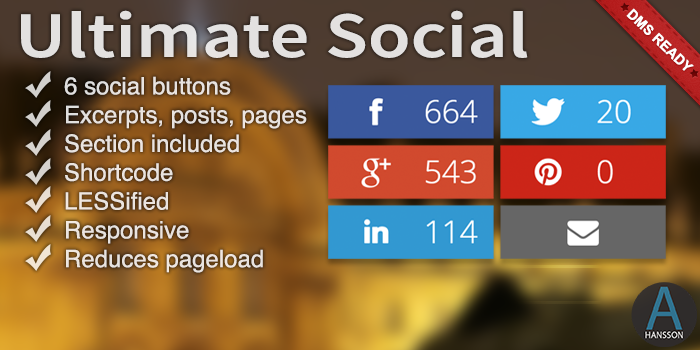 Ultimate Social
DMS READY
6 social buttons
Excerpts, posts, pages
Section included
Shortcode
LESSified
Responsive
Reduces pageload
f 664
20
g+ 543
0
in 114
A
HANSSON